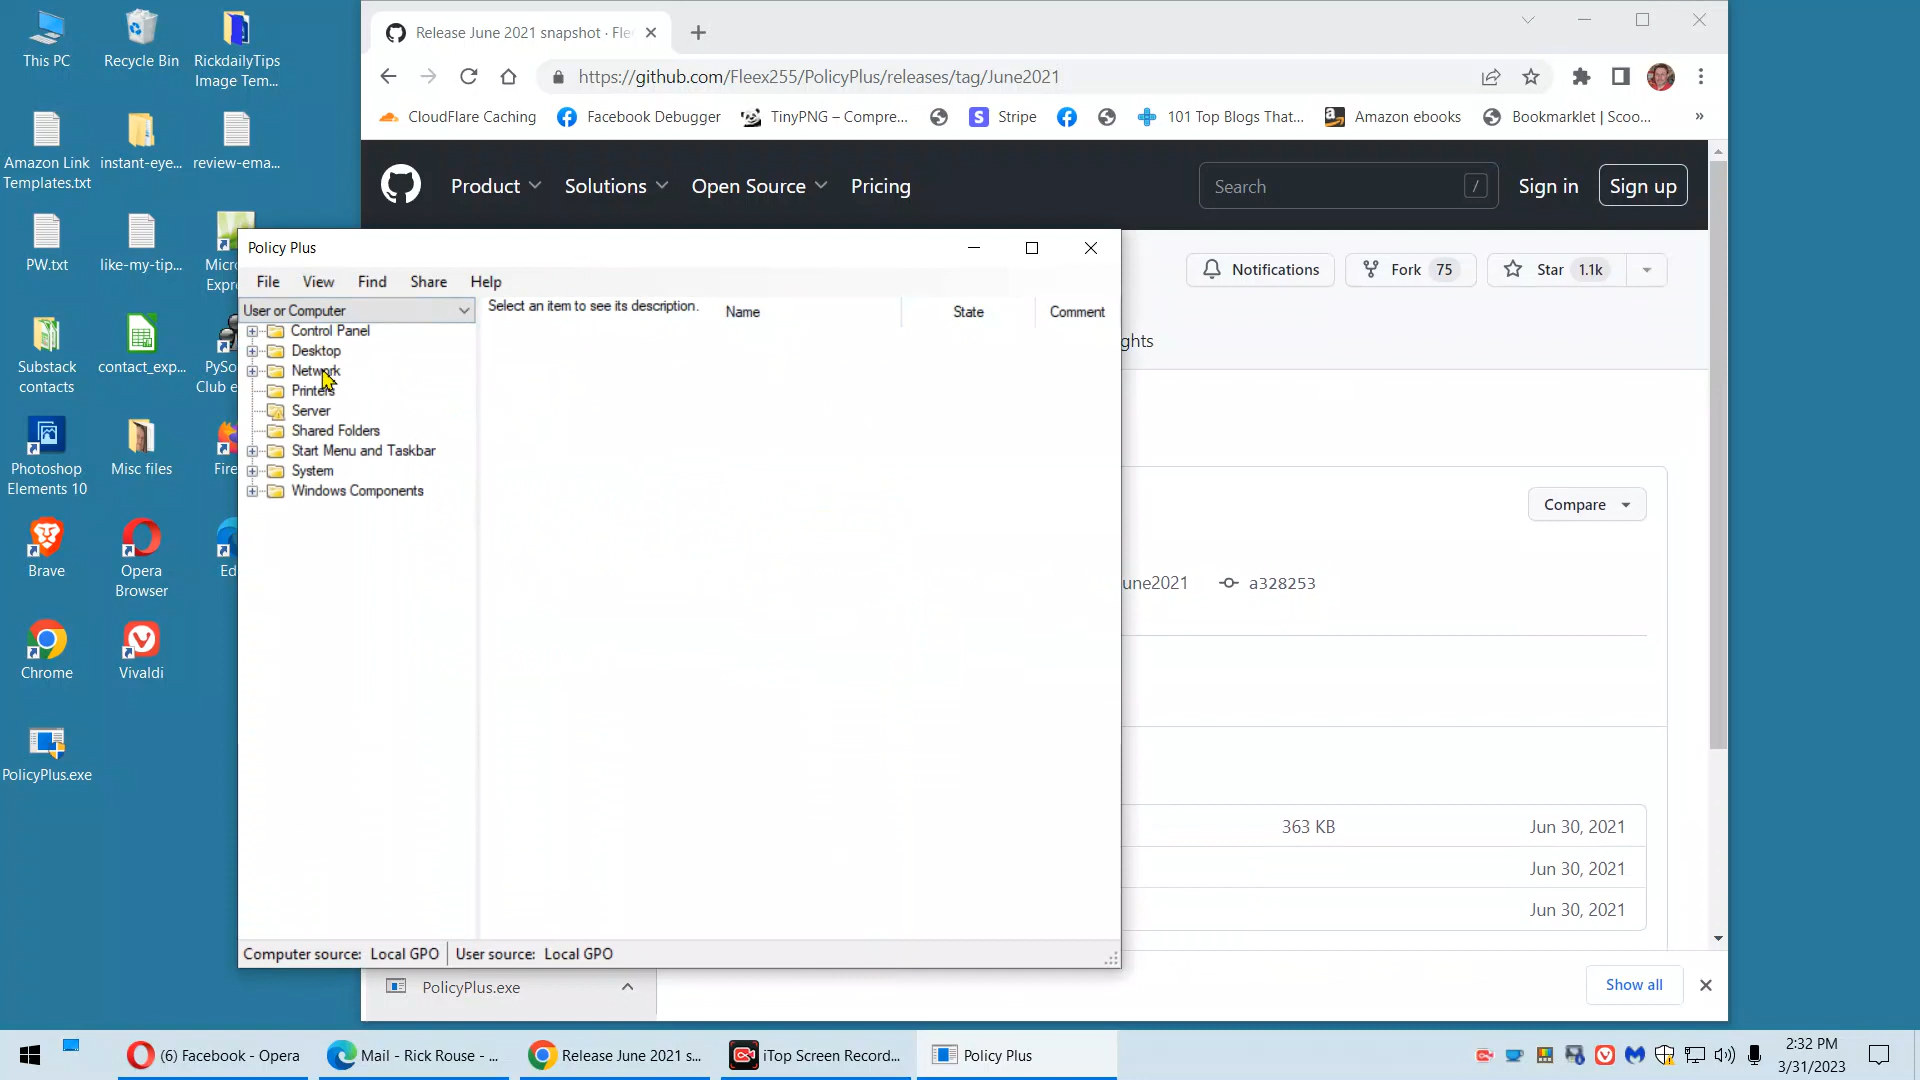 This PC
Recycle Bin
RickdailyTips
Image Tem...
Amazon Link
Templates.txt
instant-eye...
review-ema...
PW.txt
like-my-tip...
Micr
Expr
Substack
contacts
contact_exp...
PySo
Club e
Photoshop
Elements 10
Misc files
Fire
Brave
Opera
Browser
Ed
Chrome
Vivaldi
PolicyPlus.exe
Release June 2021 snapshot · Flee
https://github.com/Fleex255/PolicyPlus/releases/tag/June2021
CloudFlare Caching
Facebook Debugger
TinyPNG – Compre...
S Stripe
101 Top Blogs That...
Amazon ebooks
Bookmarklet | Scoo...
»
Product
Solutions
Open Source
Pricing
Search /
Sign in
Sign up
Notifications
Fork 75
Star 1.1k
ghts
Compare
une2021
a328253
363 KB Jun 30, 2021
Jun 30, 2021
Jun 30, 2021
Policy Plus
File View Find Share Help
User or Computer
Control Panel
Desktop
Network
Printers
Server
Shared Folders
Start Menu and Taskbar
System
Windows Components
Select an item to see its description.
Name State Comment
Computer source: Local GPO User source: Local GPO
PolicyPlus.exe
Show all
(6) Facebook - Opera
Mail - Rick Rouse - ...
Release June 2021 s...
iTop Screen Record...
Policy Plus
2:32 PM
3/31/2023